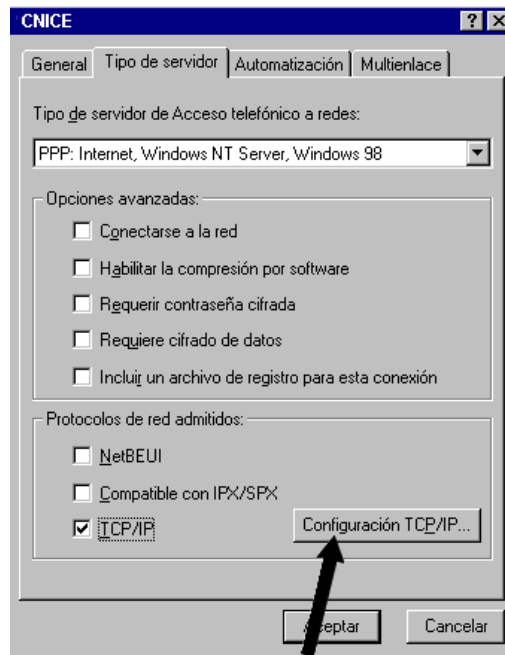 CNICE
General Tipo de servidor Automatización Multienlace
Tipo de servidor de Acceso telefónico a redes:
PPP: Internet, Windows NT Server, Windows 98
Opciones avanzadas:
Conectarse a la red
Habilitar la compresión por software
Requerir contraseña cifrada
Requiere cifrado de datos
Incluir un archivo de registro para esta conexión
Protocolos de red admitidos:
NetBEUI
Compatible con IPX/SPX
TCP/IP Configuración TCP/IP...
Aceptar Cancelar